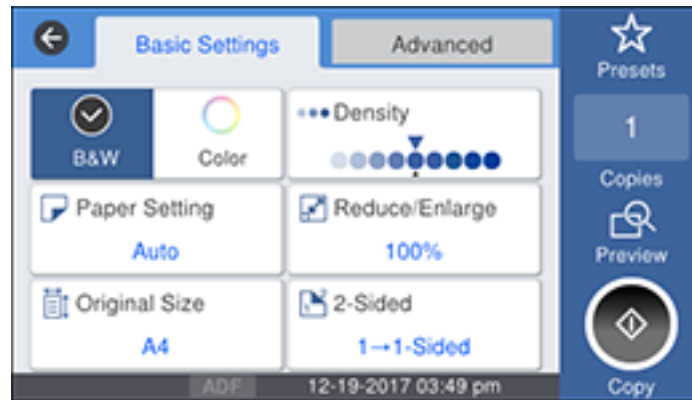 Basic Settings
Advanced
Presets
B&W
Color
Density
1
Copies
Paper Setting
Auto
Reduce/Enlarge
100%
Preview
Original Size
A4
2-Sided
1→1-Sided
ADF
12-19-2017 03:49 pm
Copy